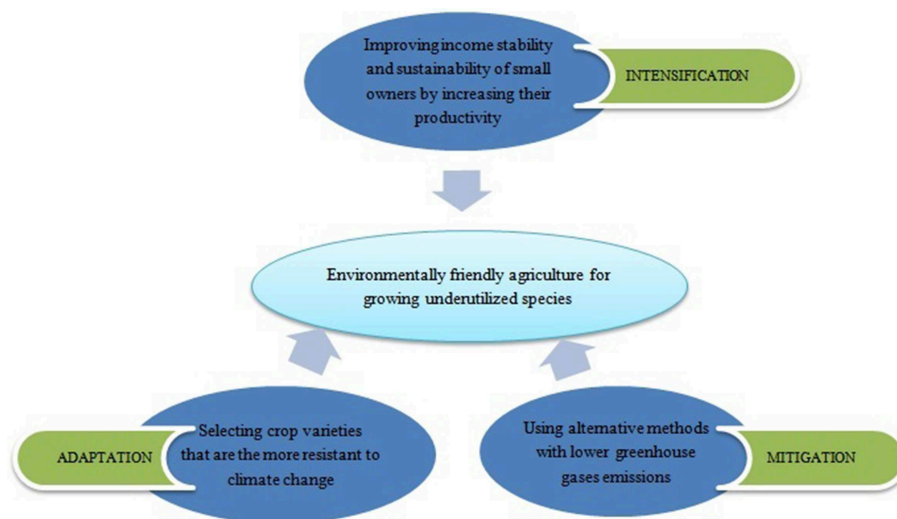 Improving income stability
and sustainability of small
owners by increasing their
productivity
INTENSIFICATION
Environmentally friendly agriculture for
growing underutilized species
ADAPTATION
Selecting crop varieties
that are the more resistant to
climate change
Using alternative methods
with lower greenhouse
gases emissions
MITIGATION